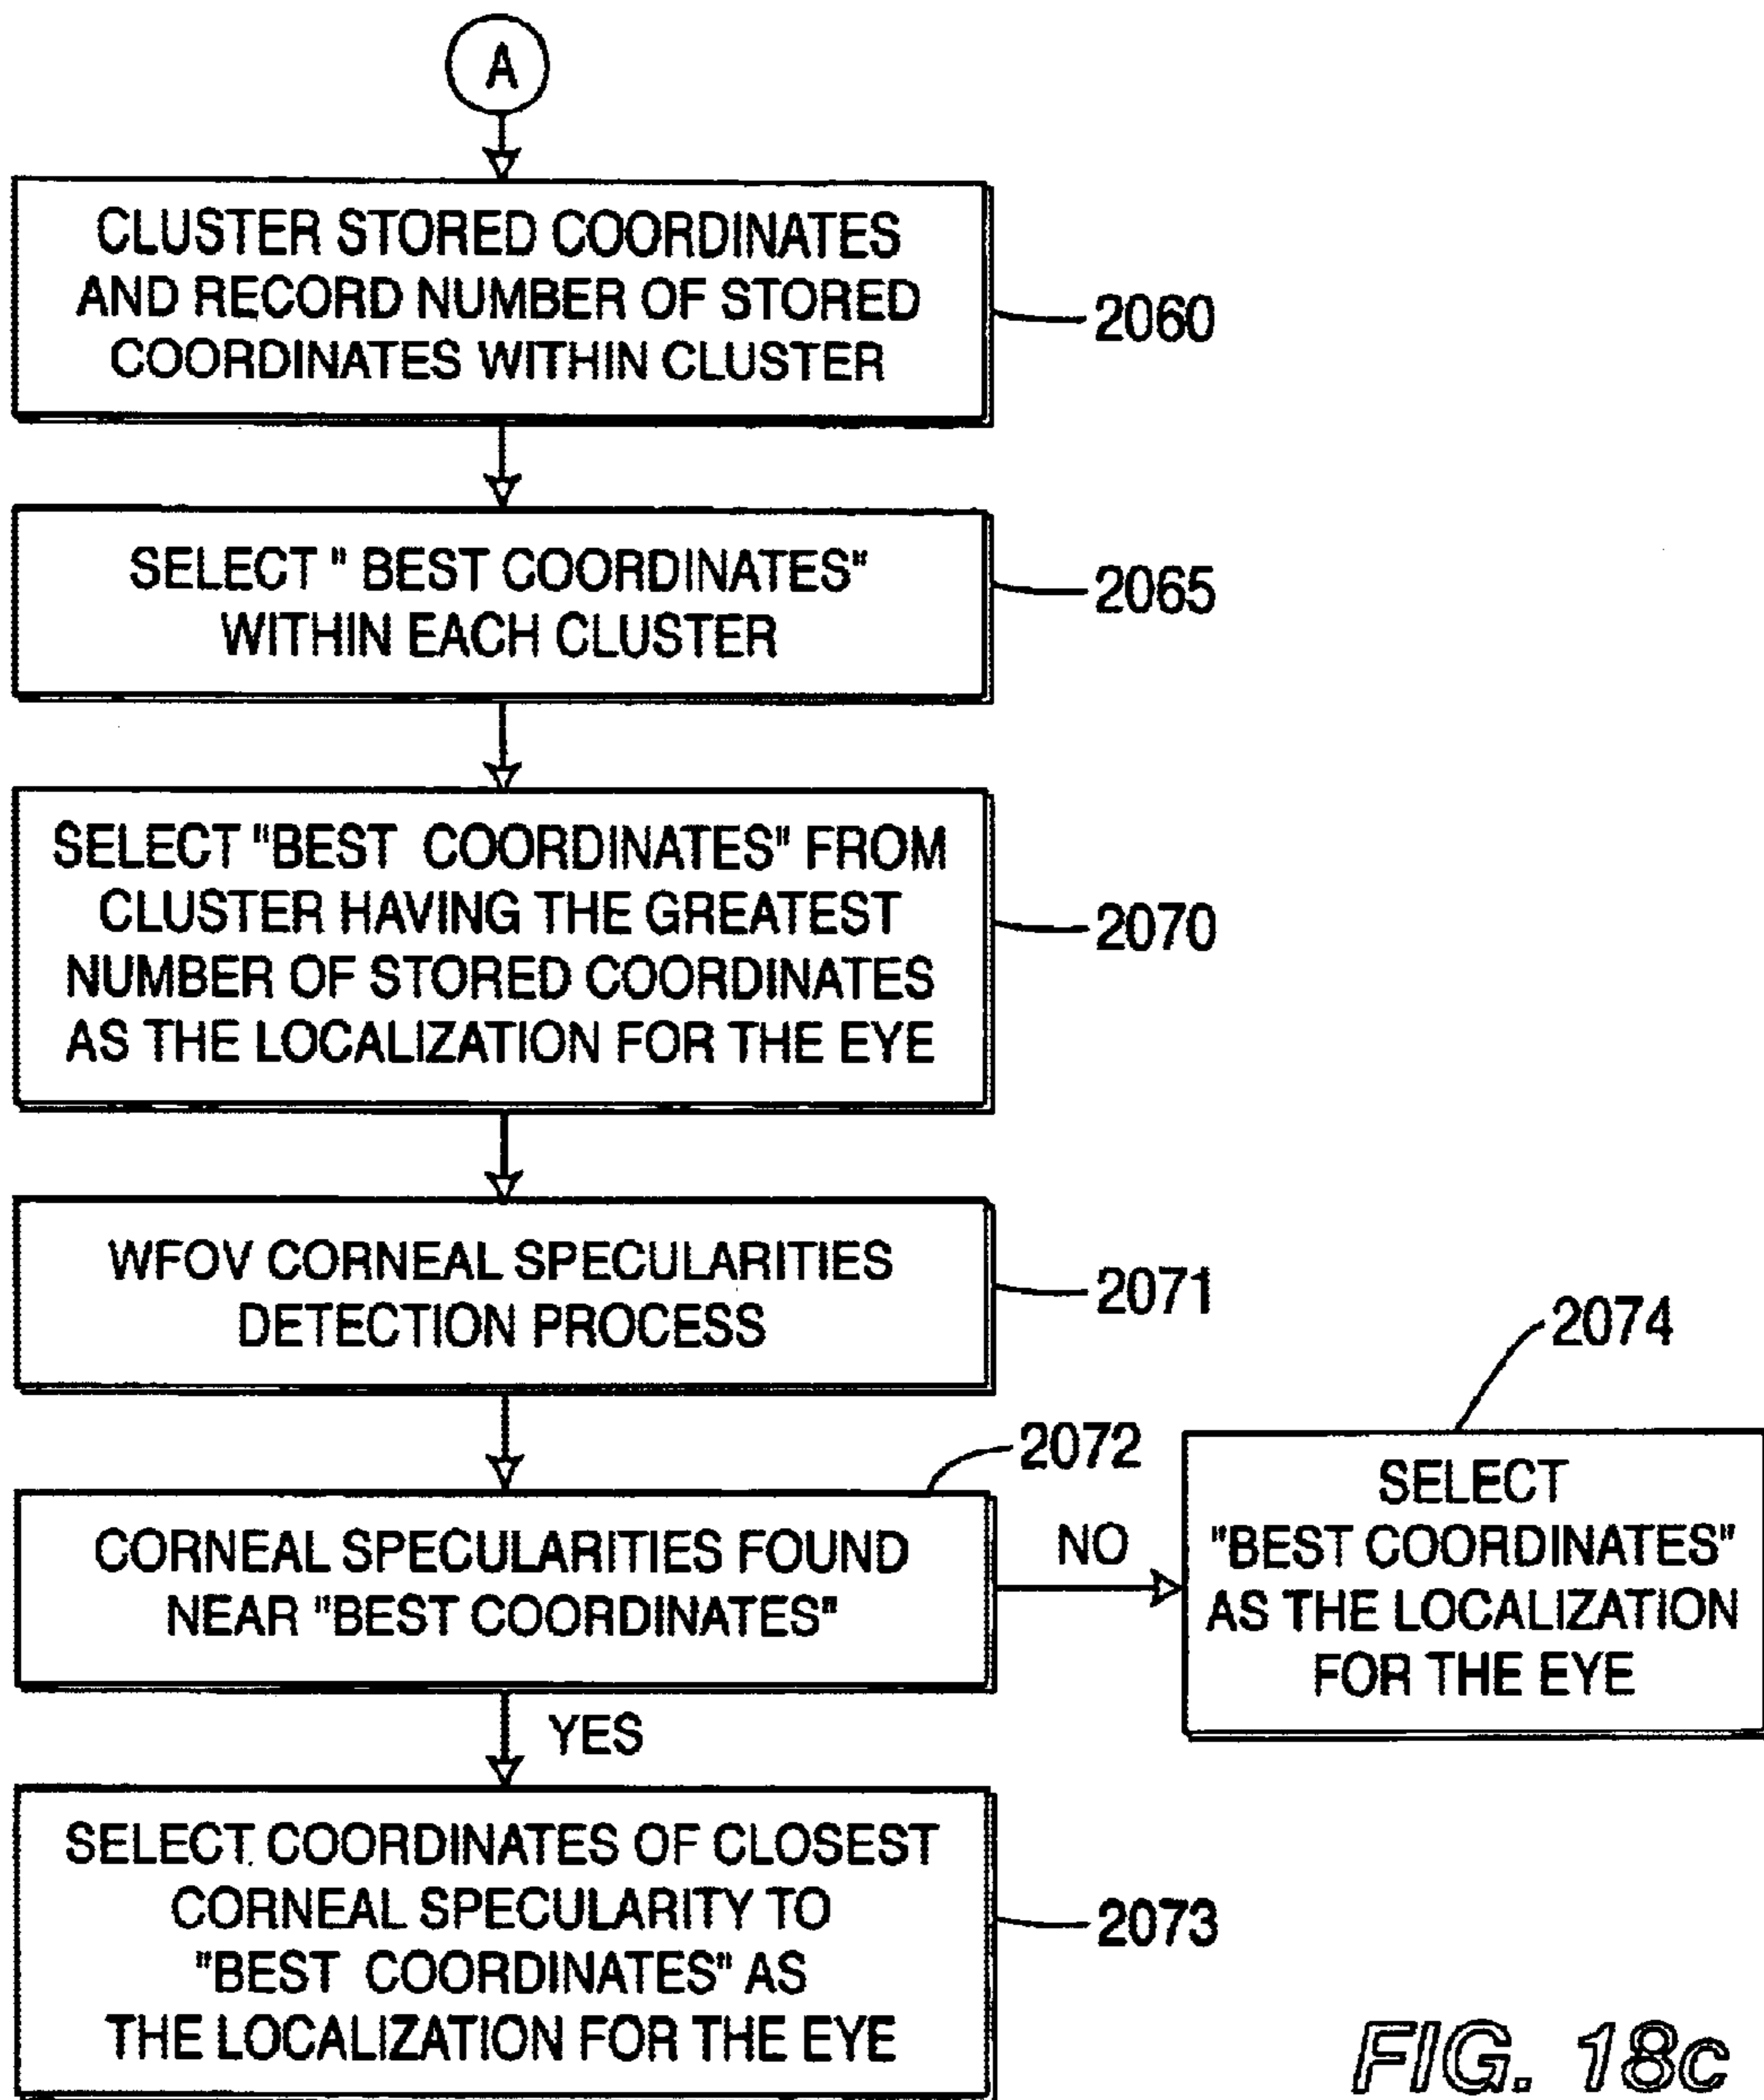 A
CLUSTER STORED COORDINATES
AND RECORD NUMBER OF STORED
COORDINATES WITHIN CLUSTER
2060
SELECT " BEST COORDINATES"
WITHIN EACH CLUSTER
2065
SELECT "BEST COORDINATES" FROM
CLUSTER HAVING THE GREATEST
NUMBER OF STORED COORDINATES
AS THE LOCALIZATION FOR THE EYE
2070
WFOV CORNEAL SPECULARITIES
DETECTION PROCESS
2071
2072
CORNEAL SPECULARITIES FOUND
NEAR "BEST COORDINATES"
NO
2074
SELECT
"BEST COORDINATES"
AS THE LOCALIZATION
FOR THE EYE
YES
SELECT COORDINATES OF CLOSEST
CORNEAL SPECULARITY TO
"BEST COORDINATES" AS
THE LOCALIZATION FOR THE EYE
2073
FIG. 18c